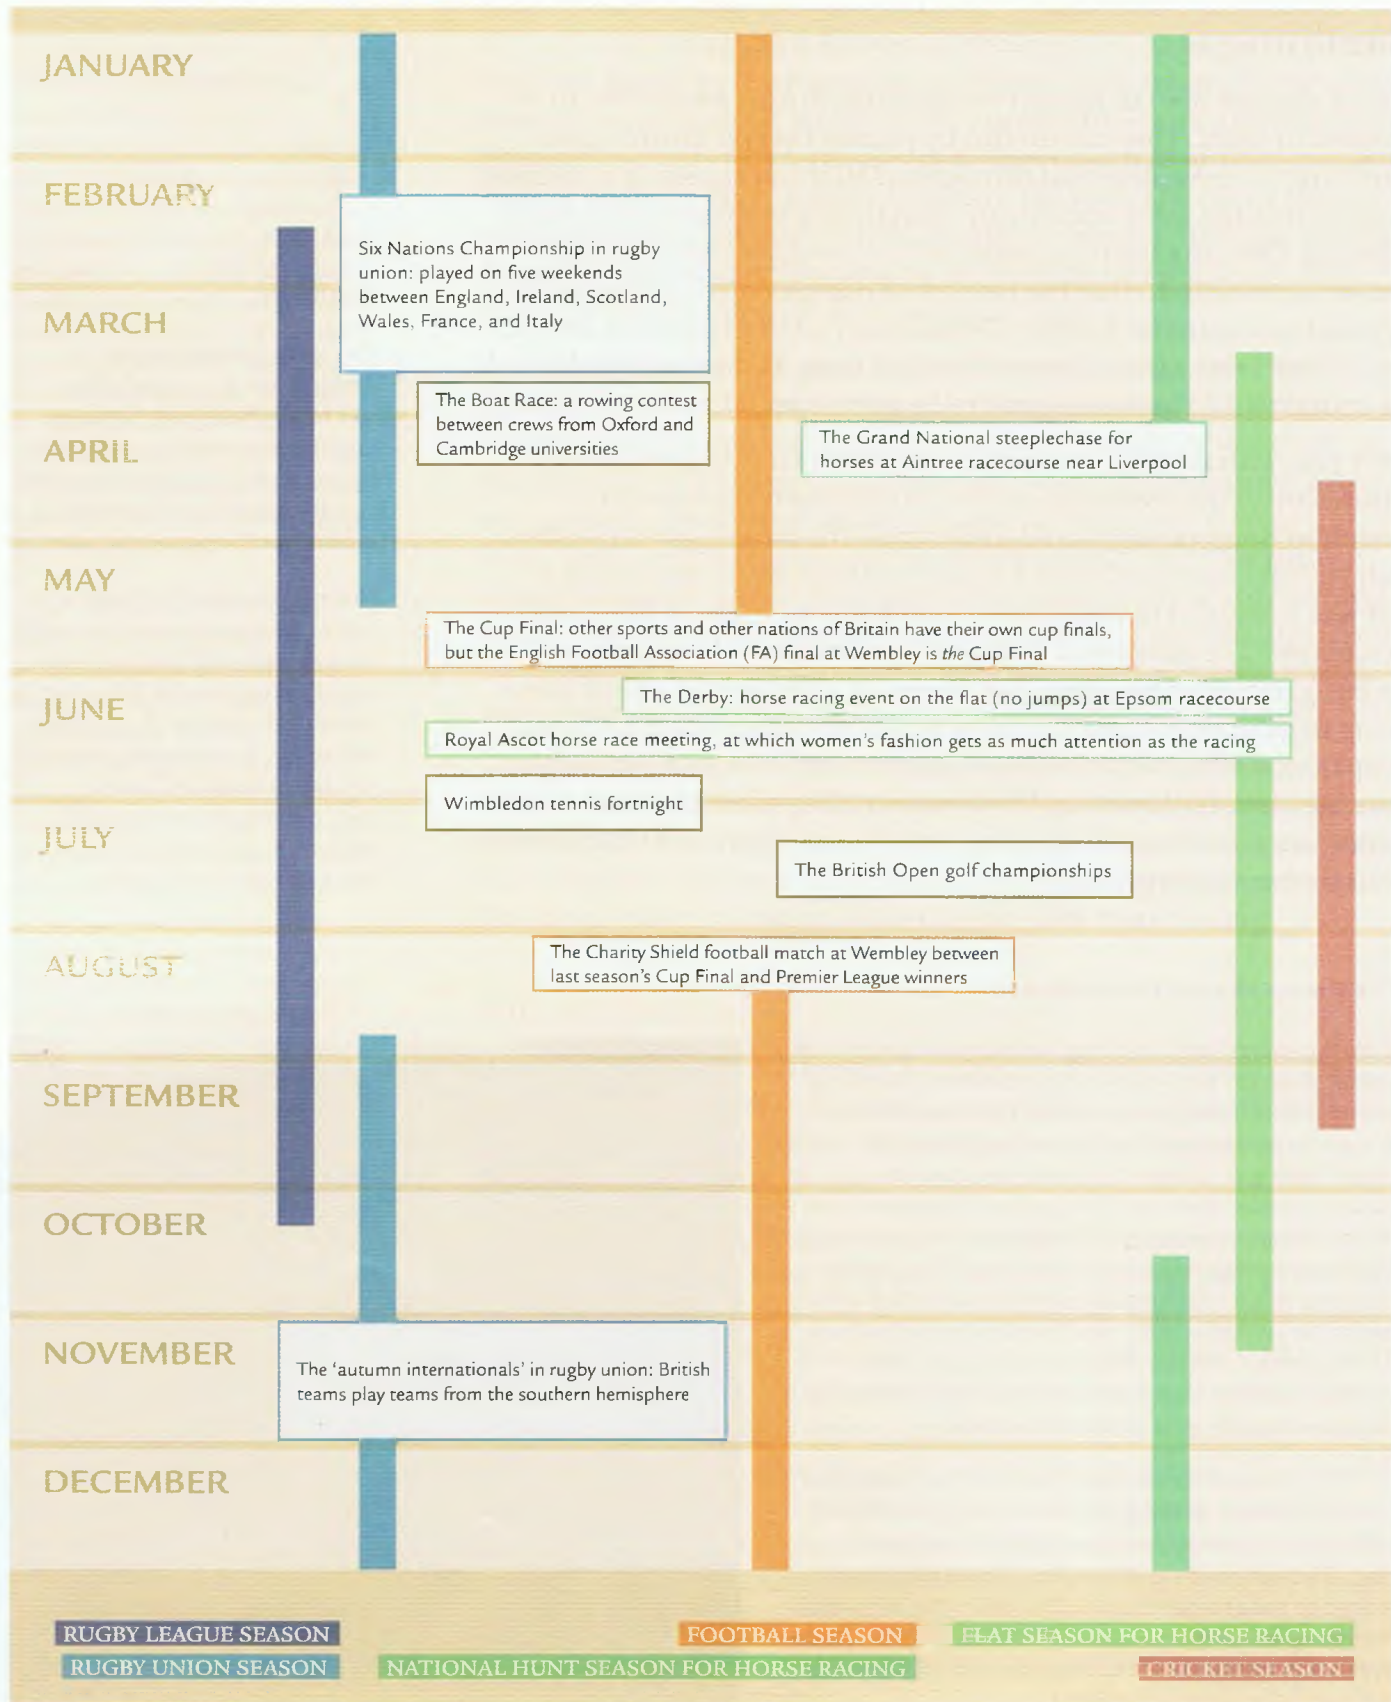 JANUARY
FEBRUARY
Six Nations Championship in rugby
union: played on five weekends
between England, Ireland, Scotland,
Wales, France, and Italy
MARCH
The Boat Race: a rowing contest
between crews from Oxford and
Cambridge universities
APRIL
The Grand National steeplechase for
horses at Aintree racecourse near Liverpool
MAY
The Cup Final: other sports and other nations of Britain have their own cup finals,
but the English Football Association (FA) final at Wembley is the Cup Final
JUNE
The Derby: horse racing event on the flat (no jumps) at Epsom racecourse
Royal Ascot horse race meeting, at which women's fashion gets as much attention as the racing
Wimbledon tennis fortnight
JULY
The British Open golf championships
AUGUST
The Charity Shield football match at Wembley between
last season's Cup Final and Premier League winners
SEPTEMBER
OCTOBER
NOVEMBER
The 'autumn internationals' in rugby union: British
teams play teams from the southern hemisphere
DECEMBER
RUGBY LEAGUE SEASON
FOOTBALL SEASON
FLAT SEASON FOR HORSE RACING
RUGBY UNION SEASON
NATIONAL HUNT SEASON FOR HORSE RACING
CRICKET SEASON